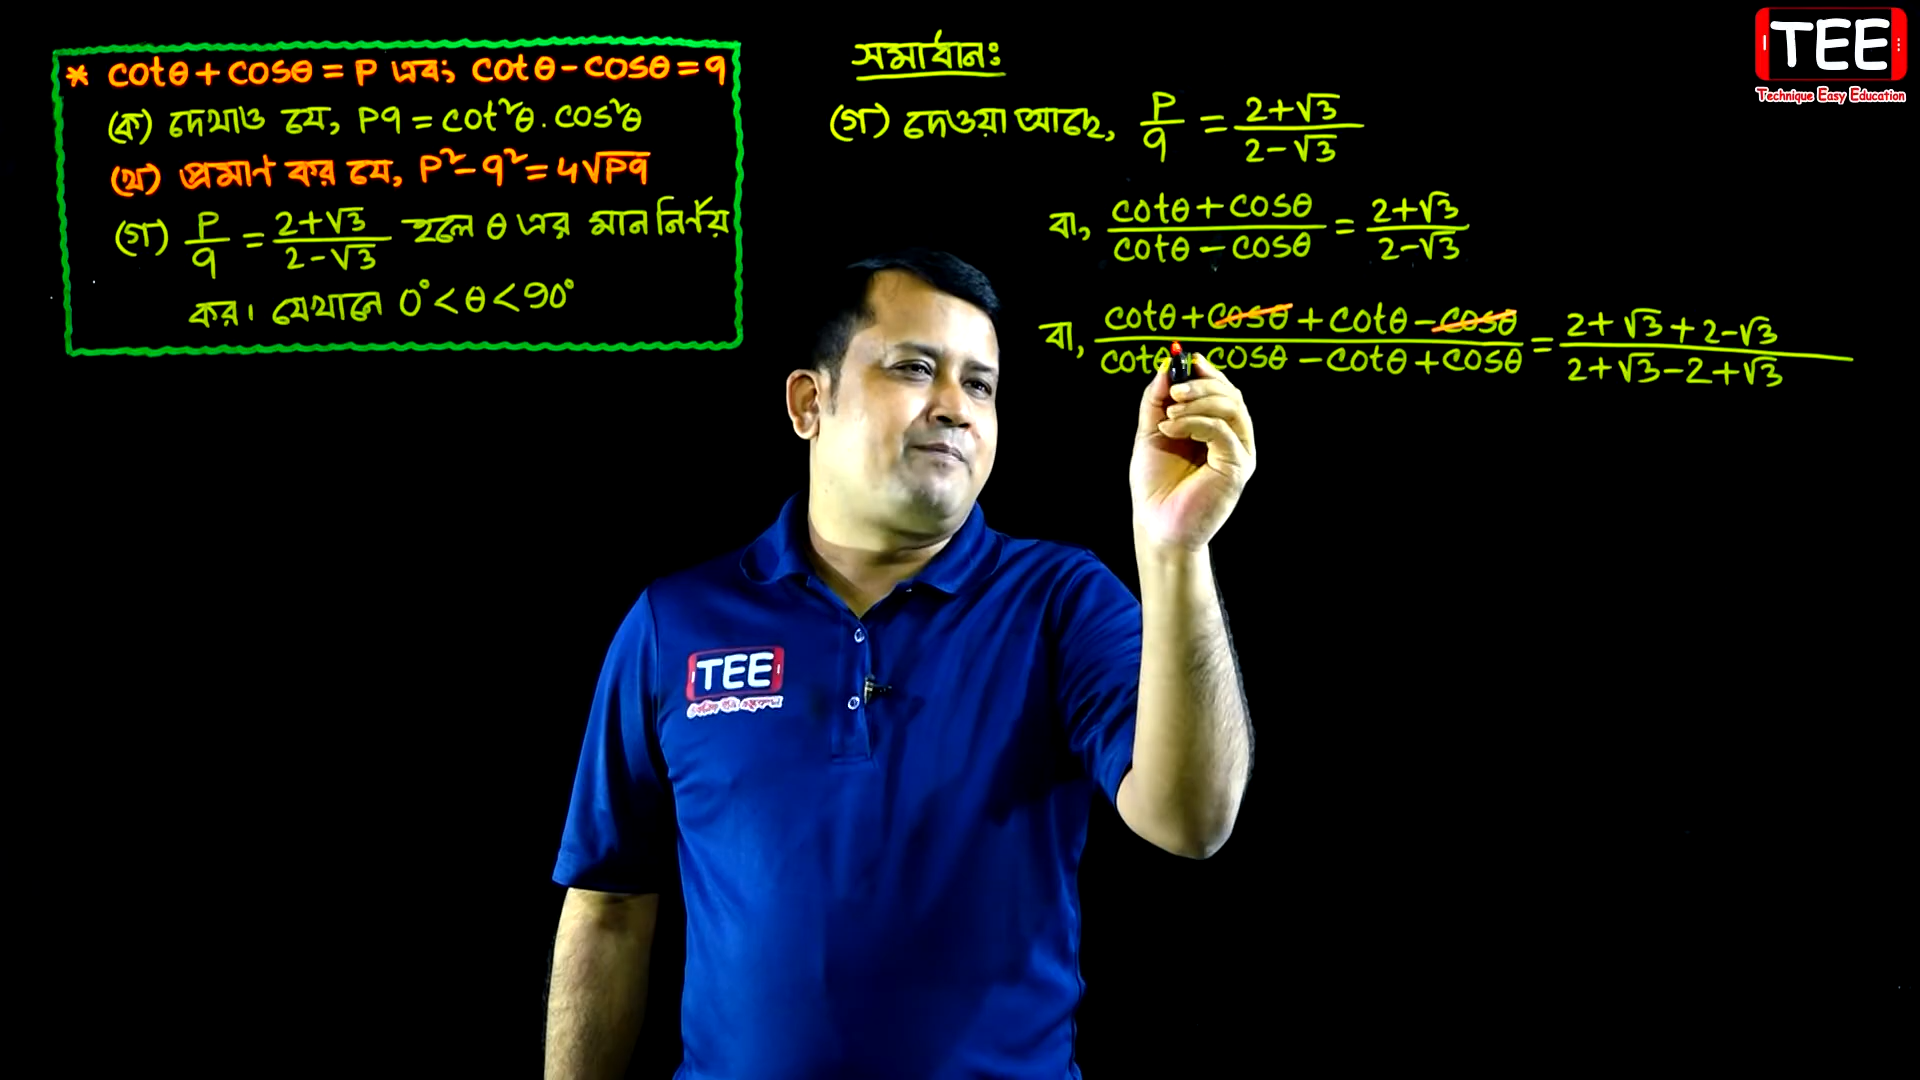 * cotθ + cosθ = P এবং cotθ - cosθ = q
(ক) দেখাও যে, Pq = cot²θ . cos²θ
(খ) প্রমাণ কর যে, P² - q² = 4√Pq
(গ) P/q = (2+√3)/(2-√3) হলে θ এর মান নির্ণয়
কর। যেখানে 0° < θ < 90°
সমাধানঃ
(গ) দেওয়া আছে, P/q = (2+√3)/(2-√3)
বা, (cotθ + cosθ)/(cotθ - cosθ) = (2+√3)/(2-√3)
বা, (cotθ + cosθ + cotθ - cosθ)/(cotθ + cosθ - cotθ + cosθ) = (2+√3+2-√3)/(2+√3-2+√3)
TEE
Technique Easy Education
TEE